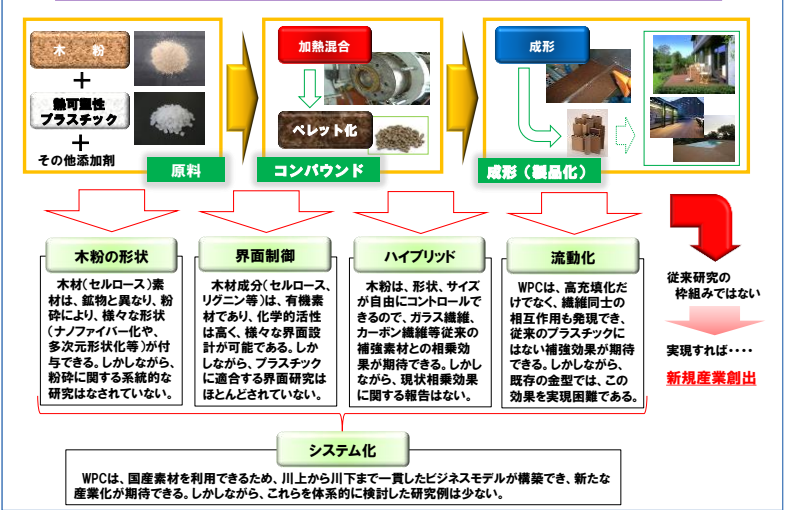 木　粉
＋
熱可塑性
プラスチック
＋
その他添加剤
原料
加熱混合
ペレット化
コンパウンド
成形
成形（製品化）
木粉の形状
木材（セルロース）素
材は、鉱物と異なり、粉
砕により、様々な形状
（ナノファイバー化や、
多次元形状化等）が付
与できる。しかしながら、
粉砕に関する系統的な
研究はなされていない。
界面制御
木材成分（セルロース、
リグニン等）は、有機素
材であり、化学的活性
は高く、様々な界面設
計が可能である。しか
しながら、プラスチック
に適合する界面研究は
ほとんどされていない。
ハイブリッド
木粉は、形状、サイズ
が自由にコントロールで
きるので、ガラス繊維、
カーボン繊維等従来の
補強素材との相乗効
果が期待できる。しかし
ながら、現状相乗効果
に関する報告はない。
流動化
WPCは、高充填化だ
けでなく、繊維同士の
相互作用も発現でき、
従来のプラスチックに
はない補強効果が期待
できる。しかしながら、
既存の金型では、この
効果を実現困難である。
従来研究の
枠組みではない
実現すれば・・・・
新規産業創出
システム化
WPCは、国産素材を利用できるため、川上から川下まで一貫したビジネスモデルが構築でき、新たな
産業化が期待できる。しかしながら、これらを体系的に検討した研究例は少ない。